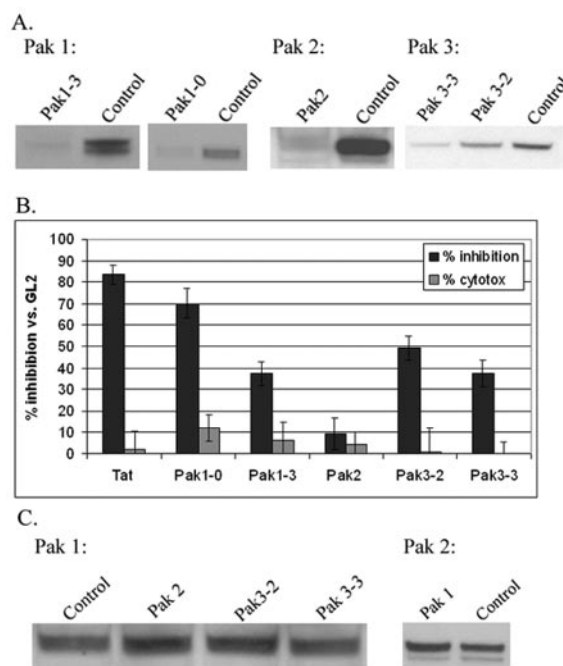 A.
Pak 1:
Pak 2:
Pak 3:
Pak1-3
Control
Pak1-0
Control
Pak2
Control
Pak 3-3
Pak 3-2
Control
B.
% inhibibion vs. GL2
100
90
80
70
60
50
40
30
20
10
0
% inhibition
% cytotox
Tat
Pak1-0
Pak1-3
Pak2
Pak3-2
Pak3-3
C.
Pak 1:
Pak 2:
Control
Pak 2
Pak3-2
Pak 3-3
Pak 1
Control